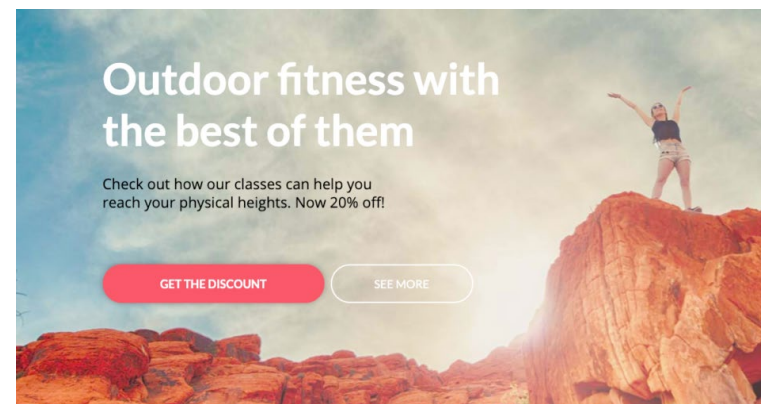 Outdoor fitness with
the best of them
Check out how our classes can help you
reach your physical heights. Now 20% off!
GET THE DISCOUNT
SEE MORE